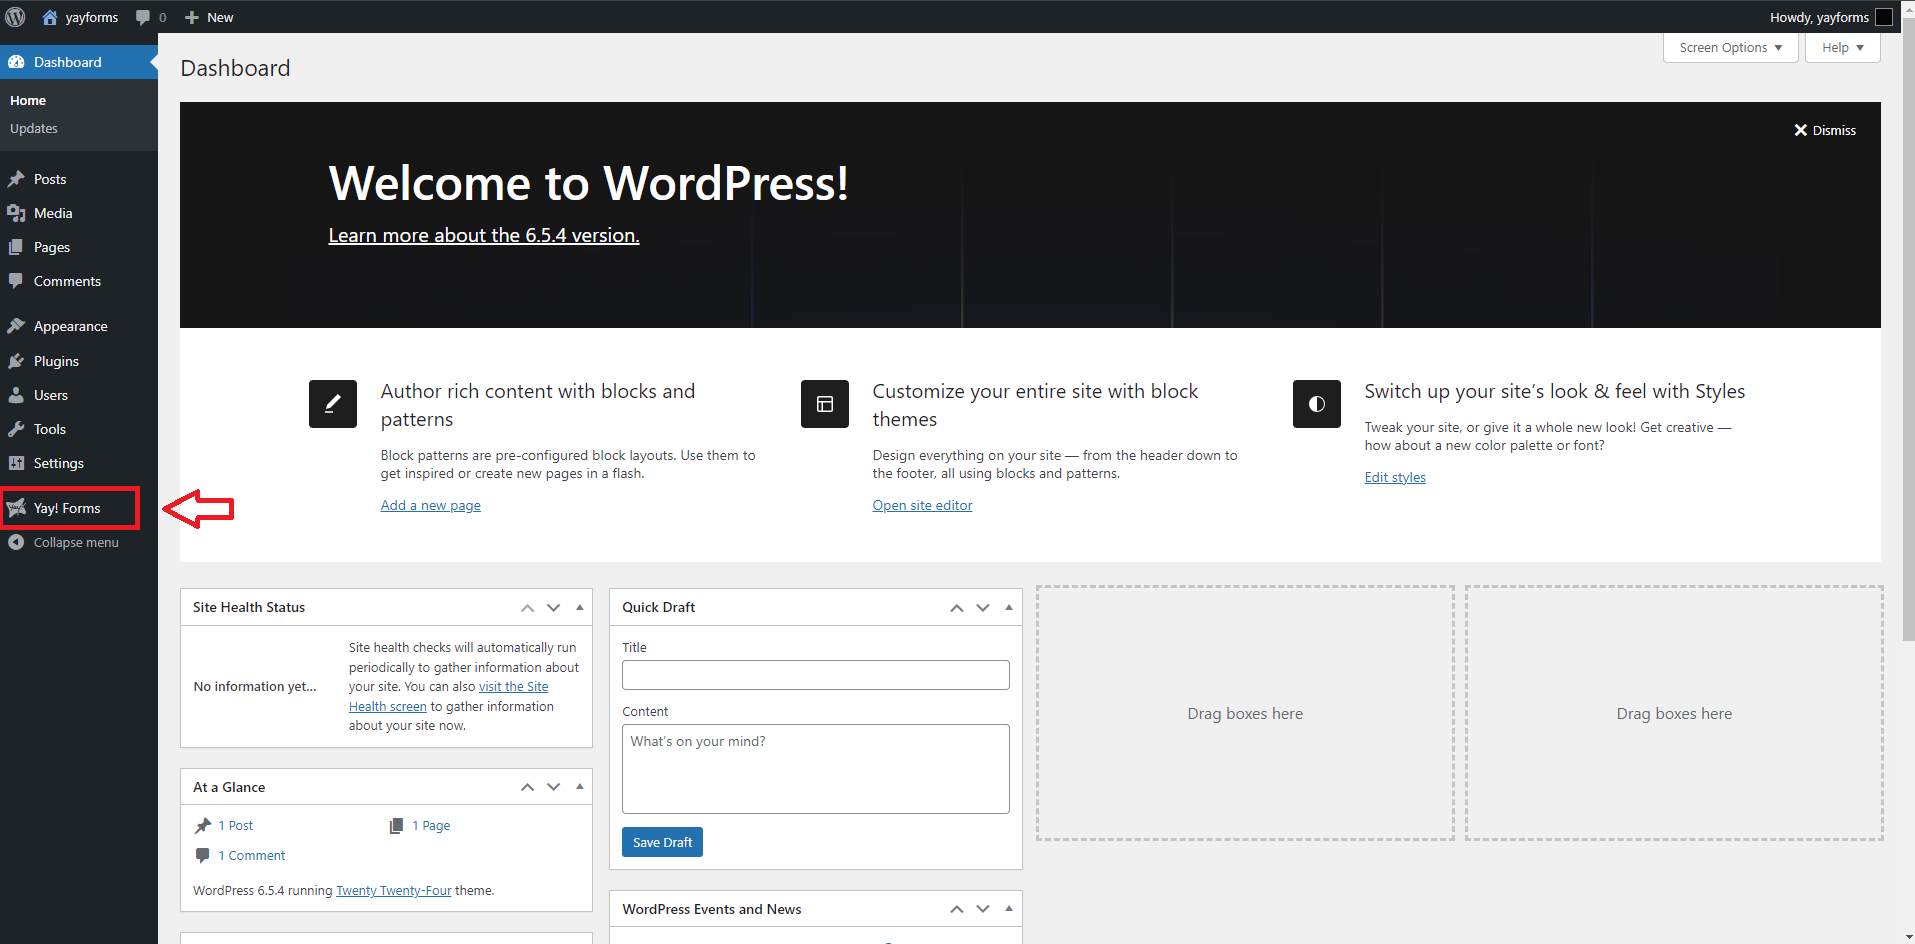 yayforms
0
New
Howdy, yayforms
Dashboard
Home
Updates
Posts
Media
Pages
Comments
Appearance
Plugins
Users
Tools
Settings
Yay! Forms
Collapse menu
Screen Options
Help
Dashboard
Dismiss
Welcome to WordPress!
Learn more about the 6.5.4 version.
Author rich content with blocks and
patterns
Block patterns are pre-configured block layouts. Use them to
get inspired or create new pages in a flash.
Add a new page
Customize your entire site with block
themes
Design everything on your site — from the header down to
the footer, all using blocks and patterns.
Open site editor
Switch up your site’s look & feel with Styles
Tweak your site, or give it a whole new look! Get creative —
how about a new color palette or font?
Edit styles
Site Health Status
No information yet...
Site health checks will automatically run
periodically to gather information about
your site. You can also visit the Site
Health screen to gather information
about your site now.
At a Glance
1 Post
1 Page
1 Comment
WordPress 6.5.4 running Twenty Twenty-Four theme.
Quick Draft
Title
Content
What’s on your mind?
Save Draft
WordPress Events and News
Drag boxes here
Drag boxes here